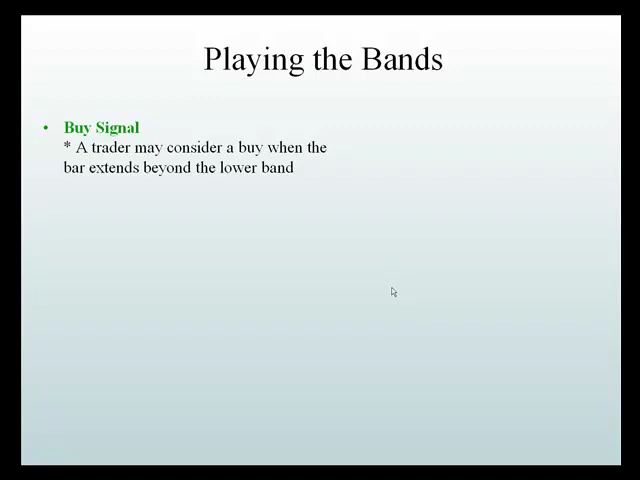 Playing the Bands
• Buy Signal
* A trader may consider a buy when the
bar extends beyond the lower band